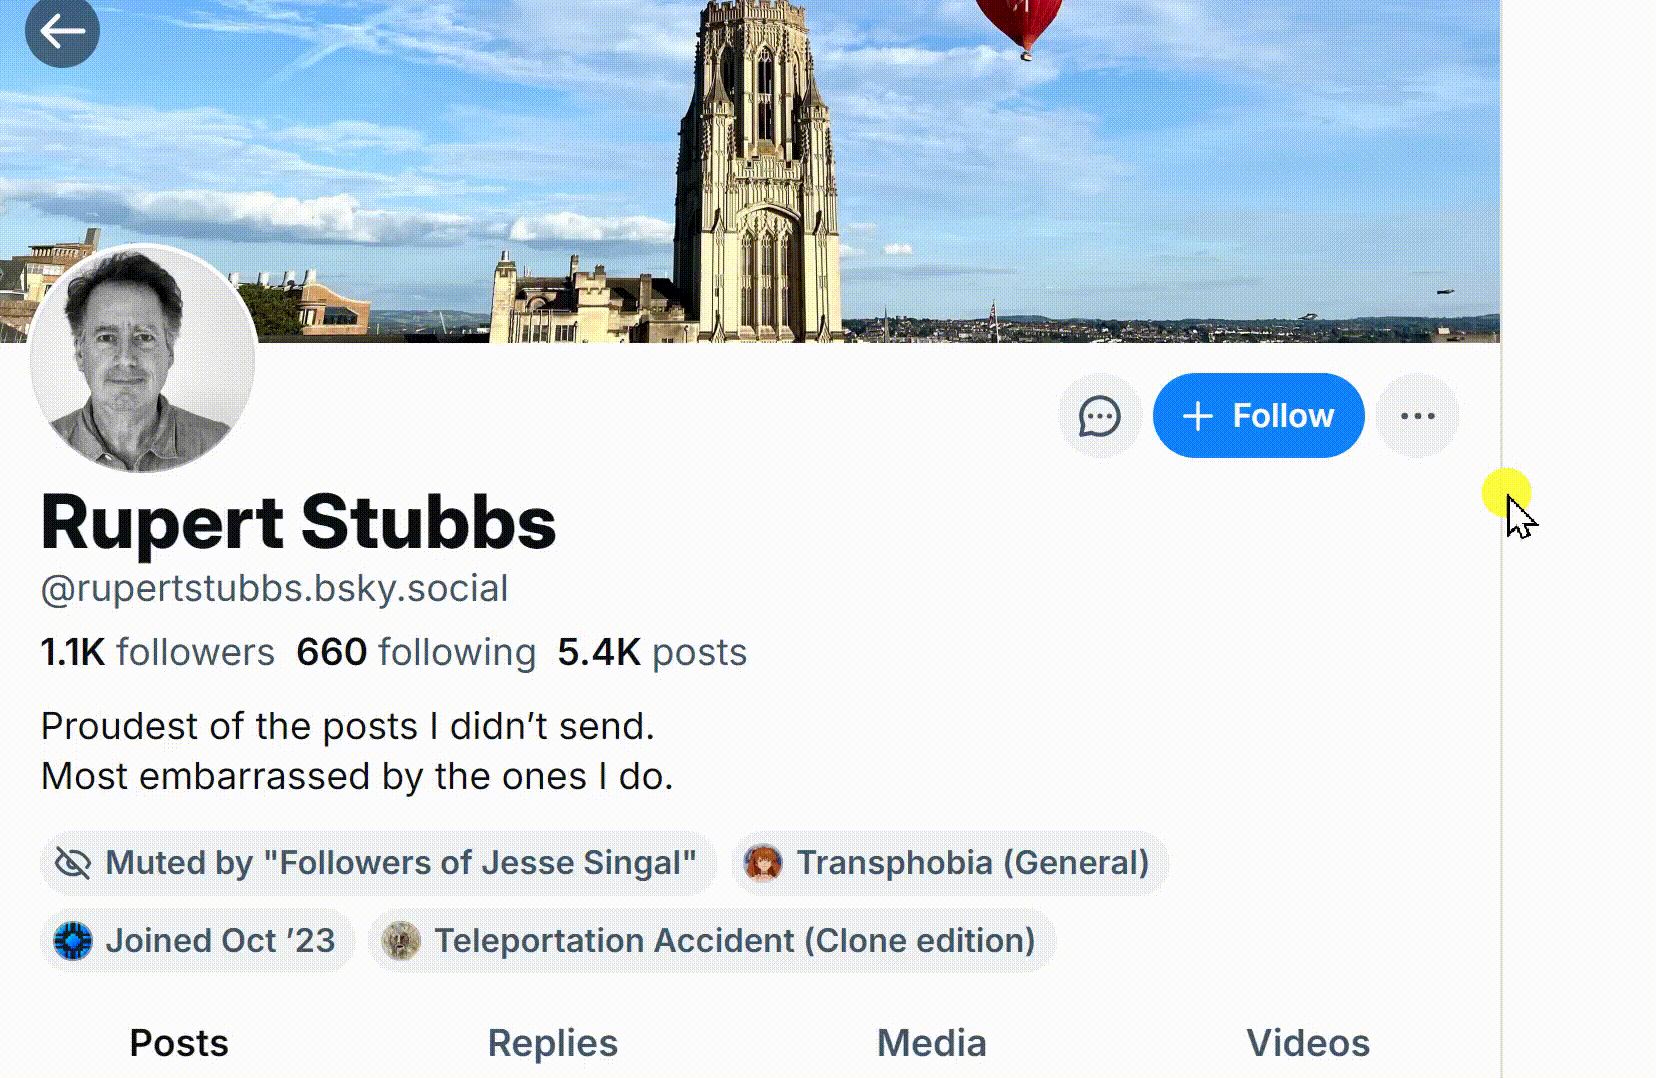 + Follow
Rupert Stubbs
@rupertstubbs.bsky.social
1.1K followers 660 following 5.4K posts
Proudest of the posts I didn’t send.
Most embarrassed by the ones I do.
Muted by "Followers of Jesse Singal" Transphobia (General)
Joined Oct ’23 Teleportation Accident (Clone edition)
Posts Replies Media Videos